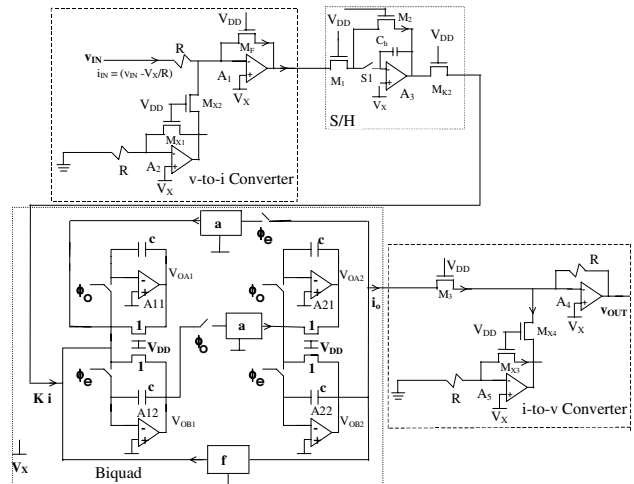 V_DD
M_F
v_IN
R
i_IN = (v_IN -V_X/R)
A_1
V_X
V_DD
M_X2
M_X1
R
A_2
V_X
v-to-i Converter
V_DD
M_1
V_DD
M_2
C_h
S1
V_X
A_3
V_DD
M_K2
S/H
a
ϕ_e
c
c
ϕ_o
V_OA1
A11
ϕ_o
V_OA2
A21
1
ϕ_o
a
1
V_DD
V_DD
1
1
ϕ_e
c
ϕ_e
c
A12
V_OB1
A22
V_OB2
K i
f
V_X
Biquad
i_o
V_DD
M_3
R
A_4
V_X
v_OUT
V_DD
M_X4
M_X3
R
A_5
V_X
i-to-v Converter